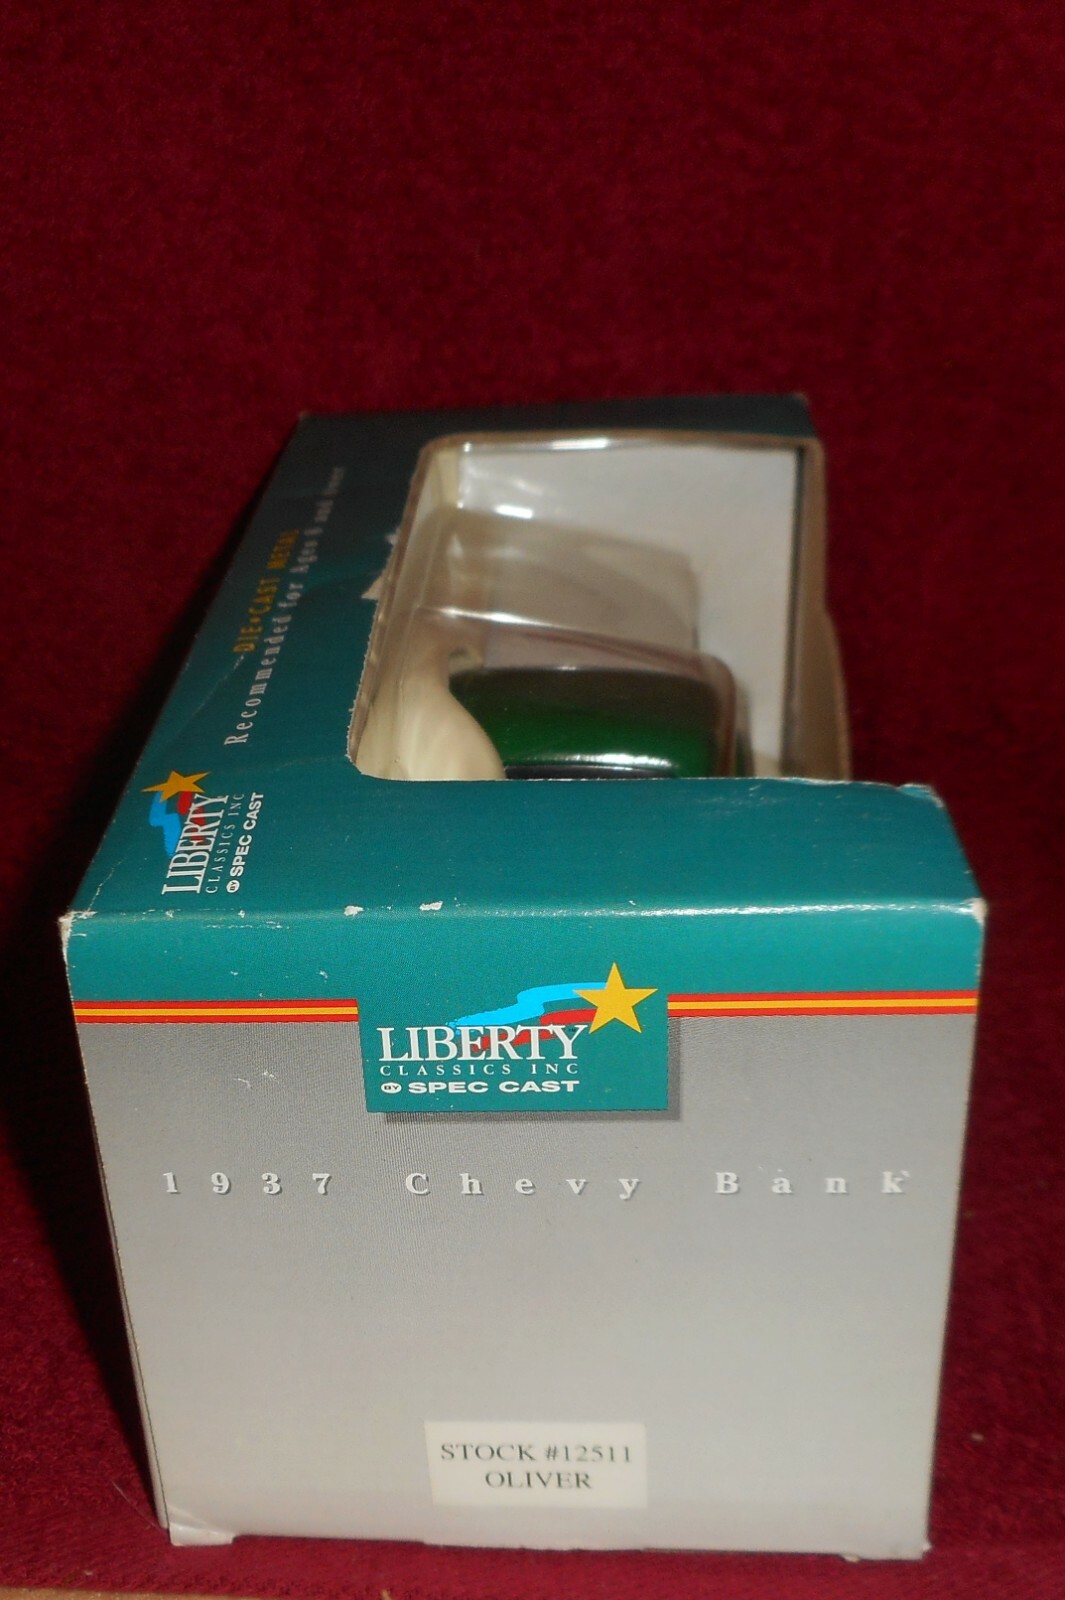 DIE•CAST METAL
Recommended for Ages 8 and Over
LIBERTY
CLASSICS INC
BY SPEC CAST
LIBERTY
CLASSICS INC
BY SPEC CAST
1937 Chevy Bank
STOCK #12511
OLIVER